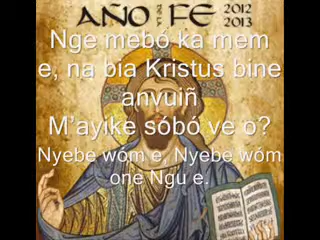 AÑO FE 2012
2013
Nge mebó ka mem
e, na bia Kristus bine
anyuiñ
M'ayike sóbó ve o?
Nyebe wóm e, Nyebe wóm
one Ngu e.